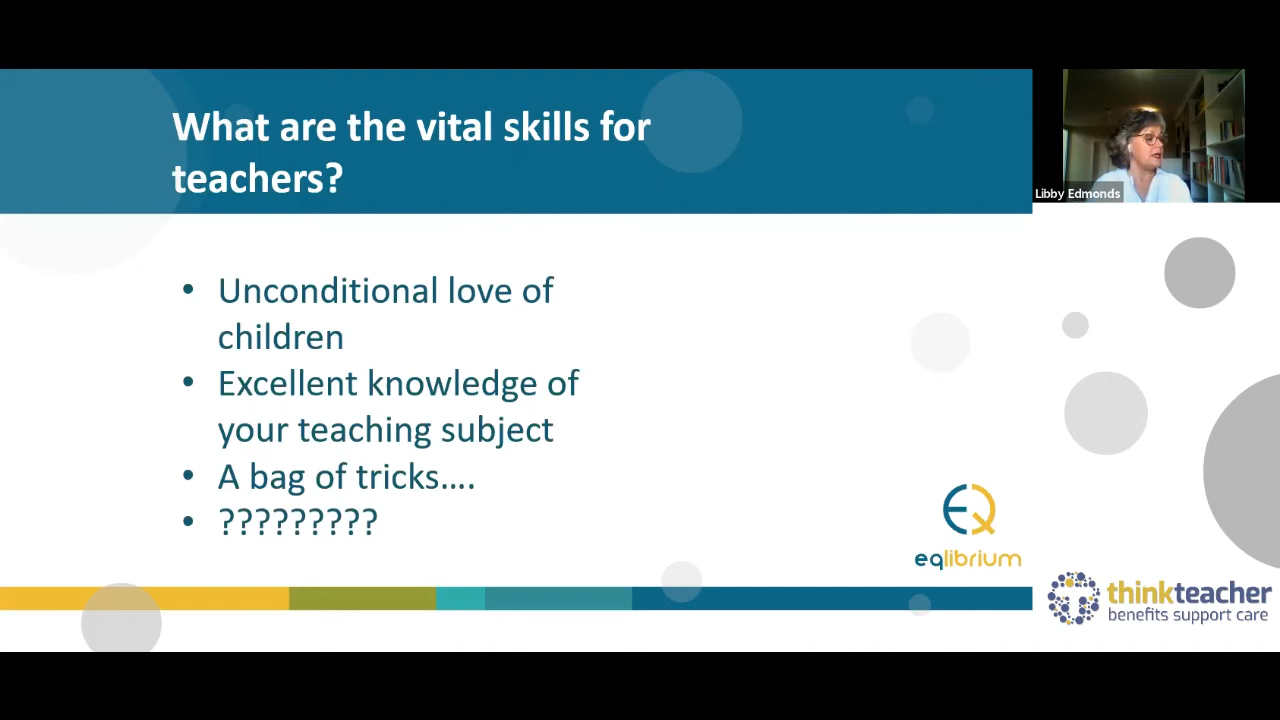 What are the vital skills for
teachers?
Libby Edmonds
• Unconditional love of
children
• Excellent knowledge of
your teaching subject
• A bag of tricks....
• ?????????
EQ
eqlibrium
thinkteacher
benefits support care